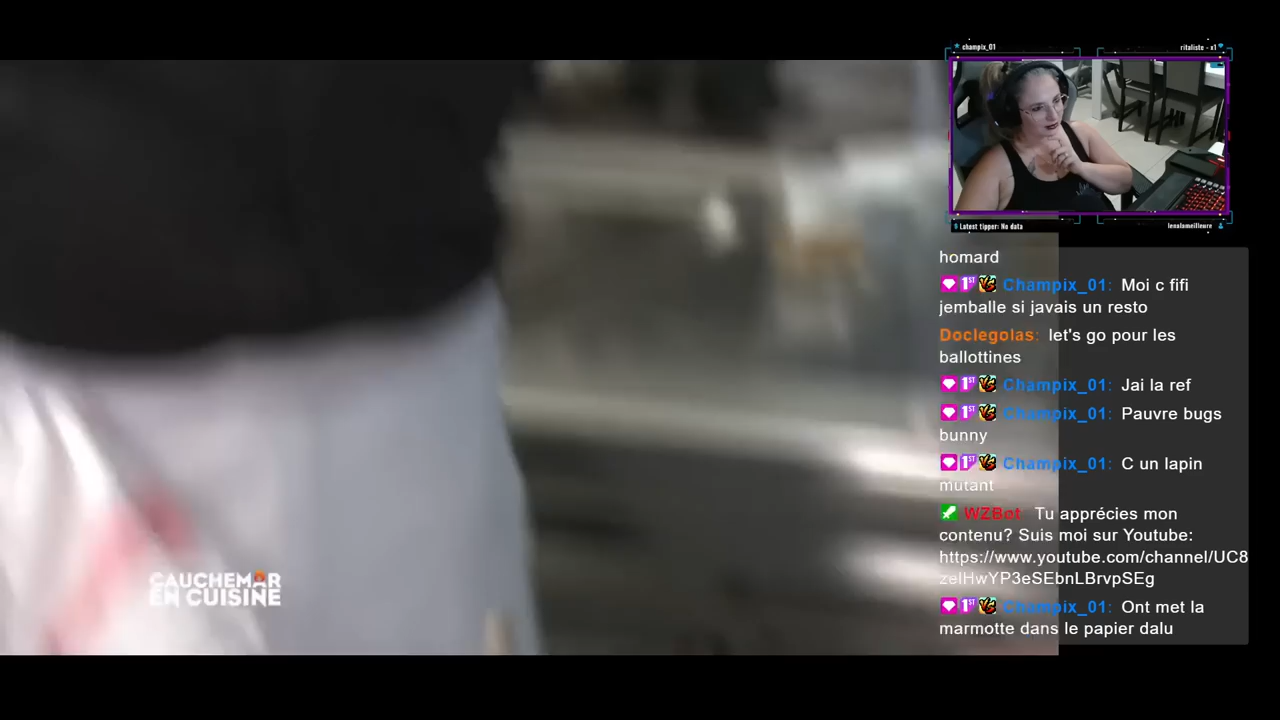 champix_01
ritaliste - x1
Latest tipper: No data
lenalameilleure
homard
Champix_01: Moi c fifi
jemballe si javais un resto
Doclegolas: let's go pour les
ballottines
Champix_01: Jai la ref
Champix_01: Pauvre bugs
bunny
Champix_01: C un lapin
mutant
WZBot: Tu apprécies mon
contenu? Suis moi sur Youtube:
https://www.youtube.com/channel/UC8
zelHwYP3eSEbnLBrvpSEg
Champix_01: Ont met la
marmotte dans le papier dalu
CAUCHEMAR
EN CUISINE